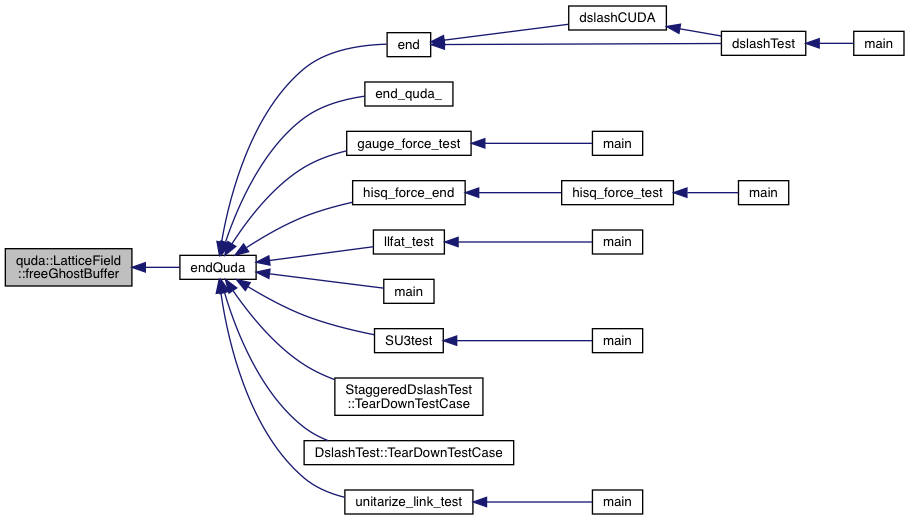 dslashCUDA
end
dslashTest
main
end_quda_
gauge_force_test
main
hisq_force_end
hisq_force_test
main
llfat_test
main
quda::LatticeField
::freeGhostBuffer
endQuda
main
SU3test
main
StaggeredDslashTest
::TearDownTestCase
DslashTest::TearDownTestCase
unitarize_link_test
main